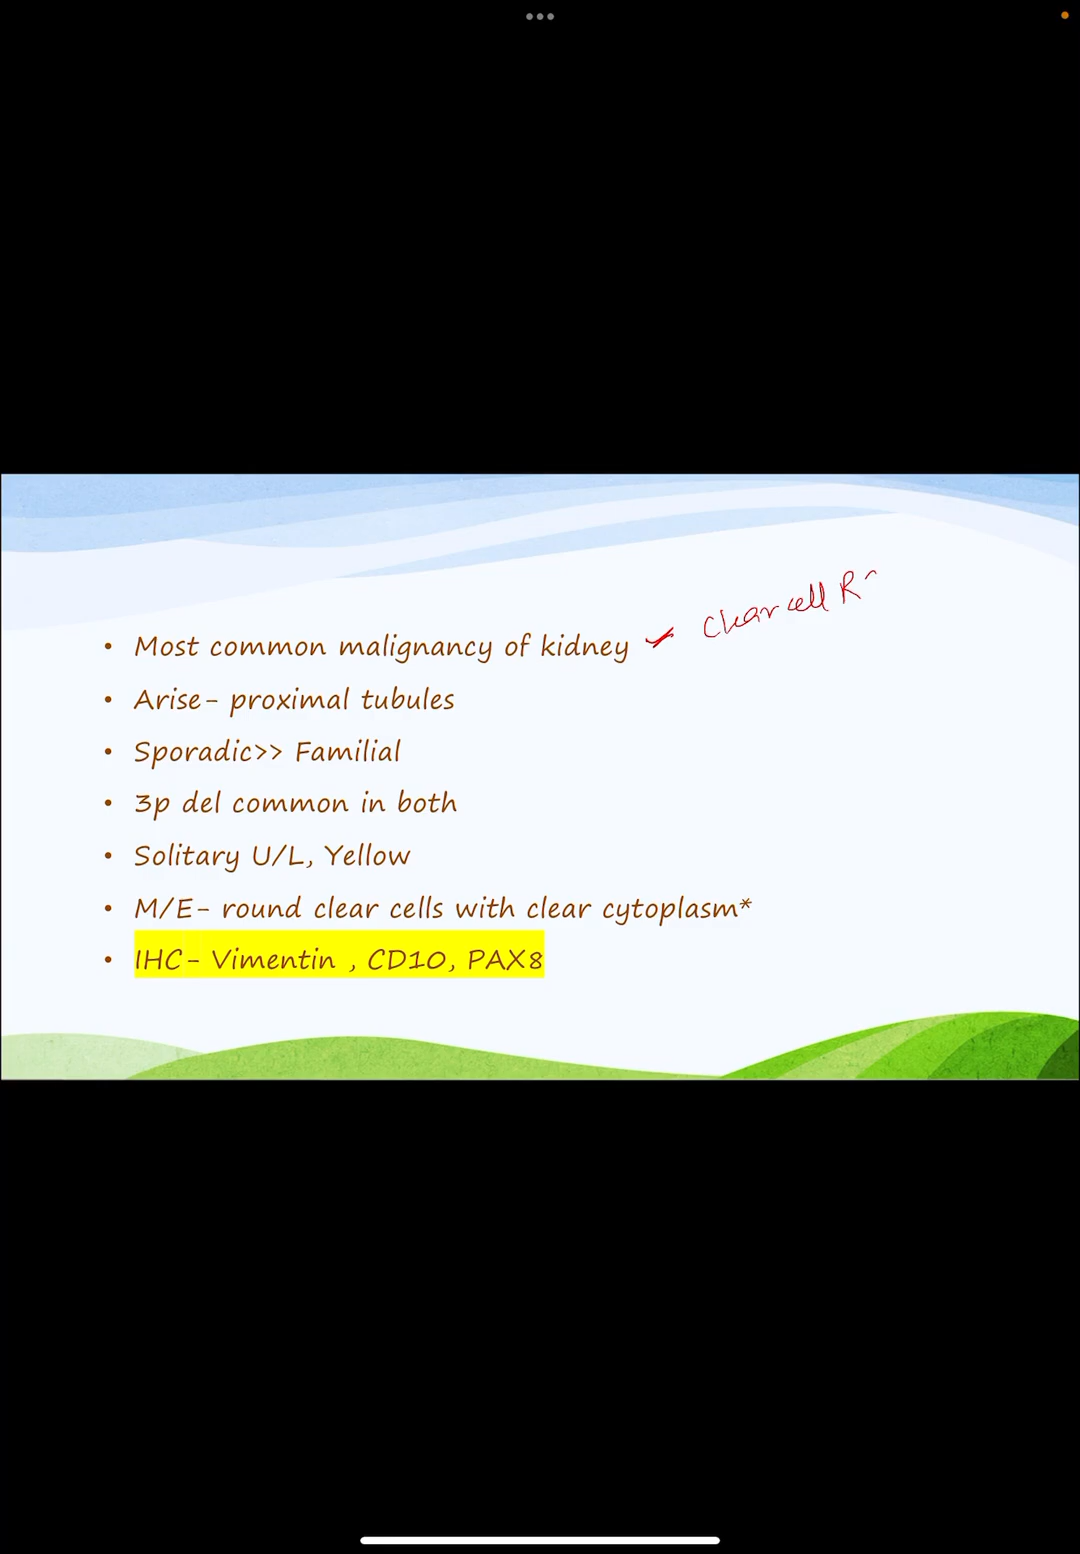 Clear cell R
• Most common malignancy of kidney
• Arise- proximal tubules
• Sporadic>> Familial
• 3p del common in both
• Solitary U/L, Yellow
• M/E- round clear cells with clear cytoplasm*
• IHC- Vimentin , CD10, PAX8